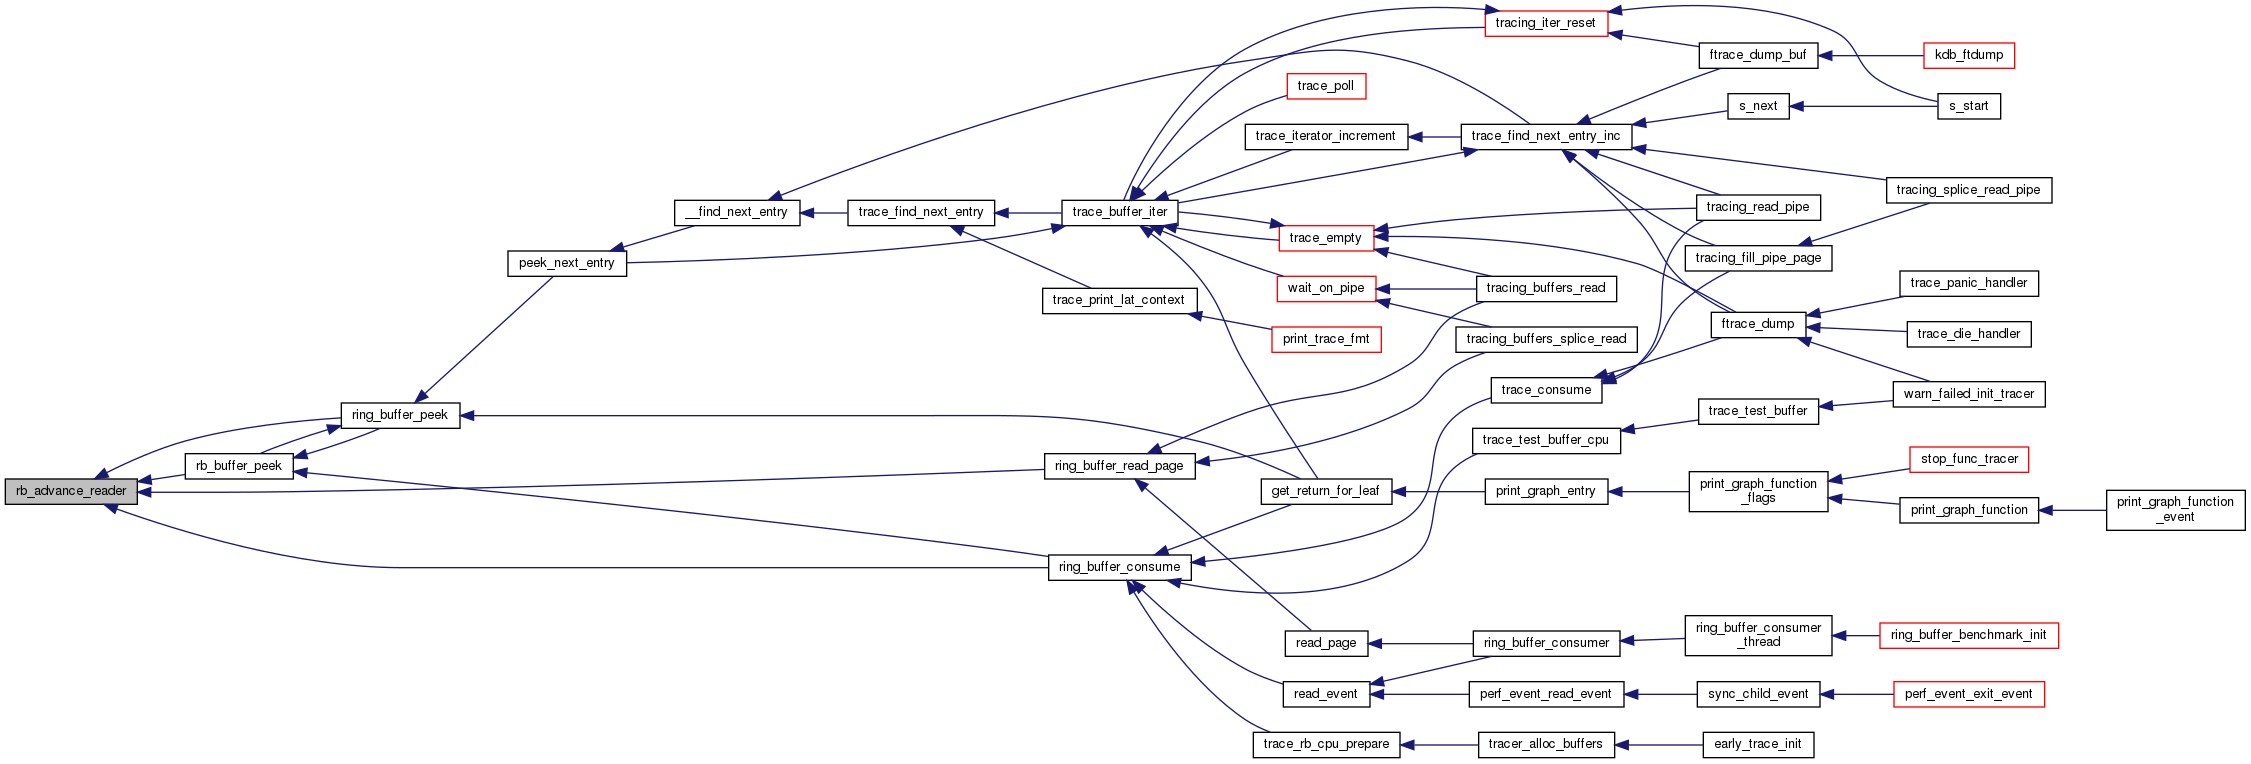 tracing_iter_reset
ftrace_dump_buf
kdb_ftdump
trace_poll
s_next
s_start
trace_iterator_increment
trace_find_next_entry_inc
tracing_splice_read_pipe
__find_next_entry
trace_find_next_entry
trace_buffer_iter
tracing_read_pipe
trace_empty
peek_next_entry
tracing_fill_pipe_page
wait_on_pipe
tracing_buffers_read
trace_panic_handler
trace_print_lat_context
ftrace_dump
trace_die_handler
print_trace_fmt
tracing_buffers_splice_read
trace_consume
warn_failed_init_tracer
ring_buffer_peek
trace_test_buffer
trace_test_buffer_cpu
rb_buffer_peek
ring_buffer_read_page
stop_func_tracer
rb_advance_reader
get_return_for_leaf
print_graph_entry
print_graph_function
_flags
print_graph_function
print_graph_function
_event
ring_buffer_consume
read_page
ring_buffer_consumer
ring_buffer_consumer
_thread
ring_buffer_benchmark_init
read_event
perf_event_read_event
sync_child_event
perf_event_exit_event
trace_rb_cpu_prepare
tracer_alloc_buffers
early_trace_init